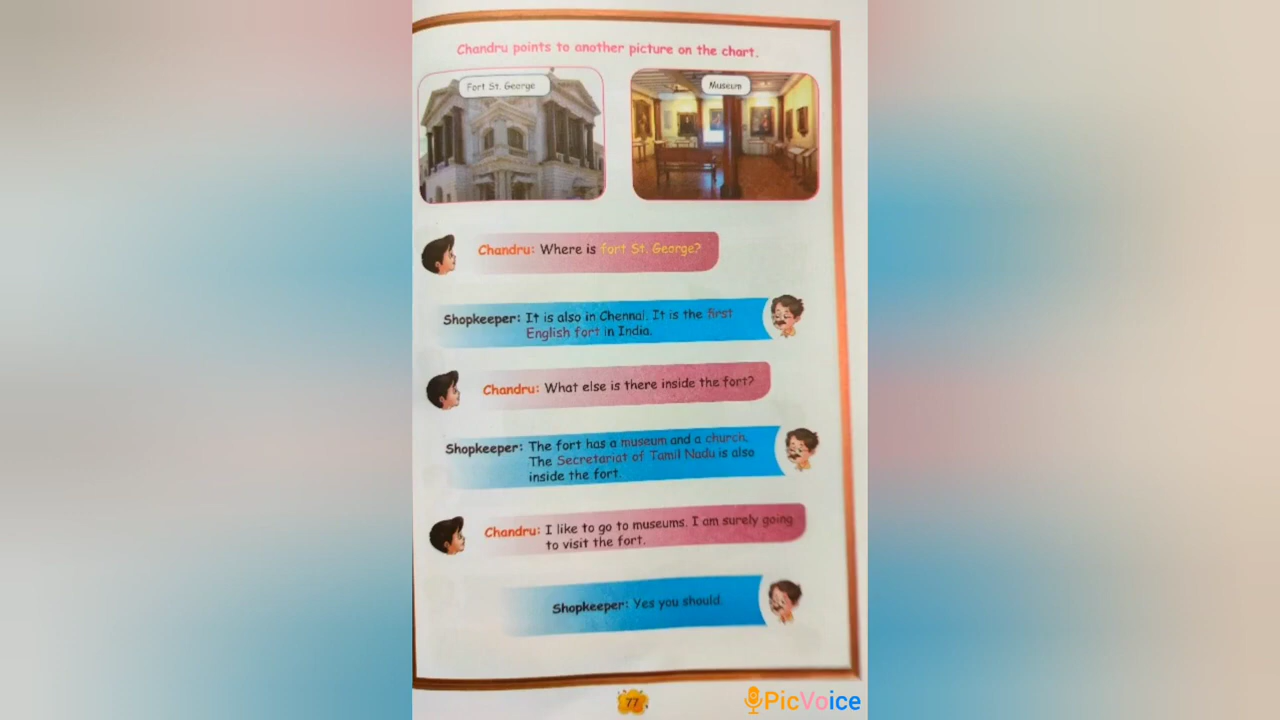 Chandru points to another picture on the chart.
Fort St. George
Museum
Chandru: Where is fort St. George?
Shopkeeper: It is also in Chennai. It is the first
English fort in India.
Chandru: What else is there inside the fort?
Shopkeeper: The fort has a museum and a church.
The Secretariat of Tamil Nadu is also
inside the fort.
Chandru: I like to go to museums. I am surely going
to visit the fort.
Shopkeeper: Yes you should.
77
PicVoice